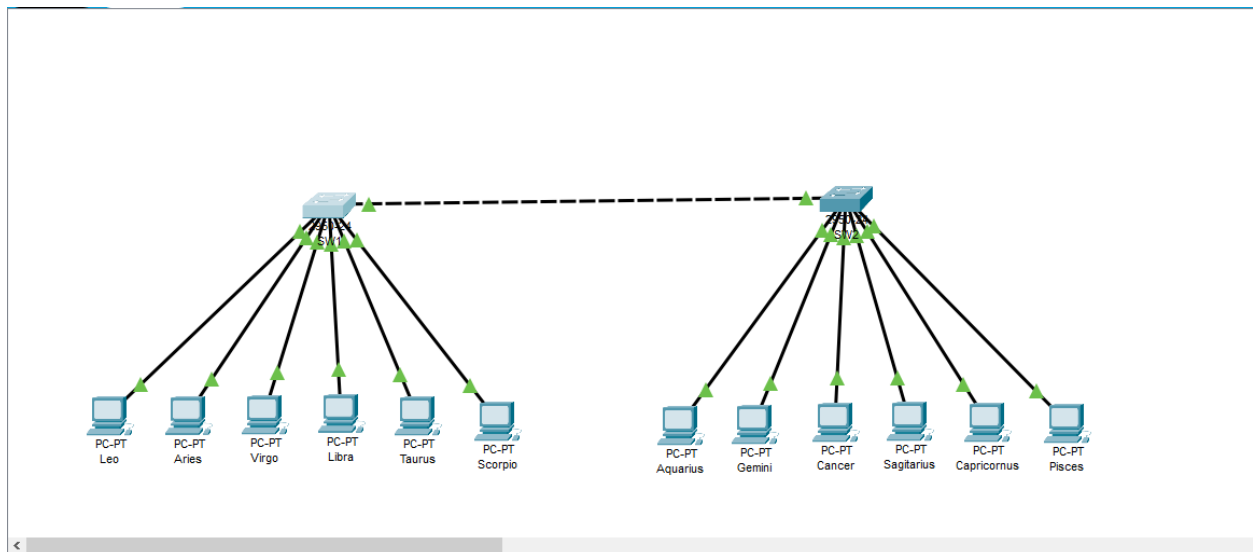 SW1
SW2
PC-PT
Leo
PC-PT
Aries
PC-PT
Virgo
PC-PT
Libra
PC-PT
Taurus
PC-PT
Scorpio
PC-PT
Aquarius
PC-PT
Gemini
PC-PT
Cancer
PC-PT
Sagitarius
PC-PT
Capricornus
PC-PT
Pisces